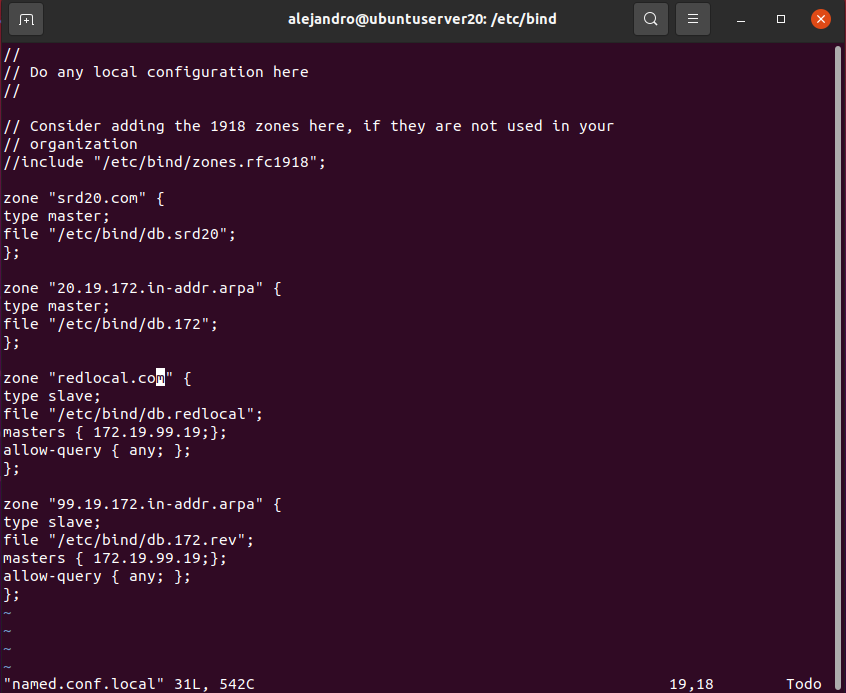 alejandro@ubuntuserver20: /etc/bind
//
// Do any local configuration here
//
// Consider adding the 1918 zones here, if they are not used in your
// organization
//include "/etc/bind/zones.rfc1918";
zone "srd20.com" {
type master;
file "/etc/bind/db.srd20";
};
zone "20.19.172.in-addr.arpa" {
type master;
file "/etc/bind/db.172";
};
zone "redlocal.com" {
type slave;
file "/etc/bind/db.redlocal";
masters { 172.19.99.19;};
allow-query { any; };
};
zone "99.19.172.in-addr.arpa" {
type slave;
file "/etc/bind/db.172.rev";
masters { 172.19.99.19;};
allow-query { any; };
};
~
~
~
~
"named.conf.local" 31L, 542C 19,18 Todo